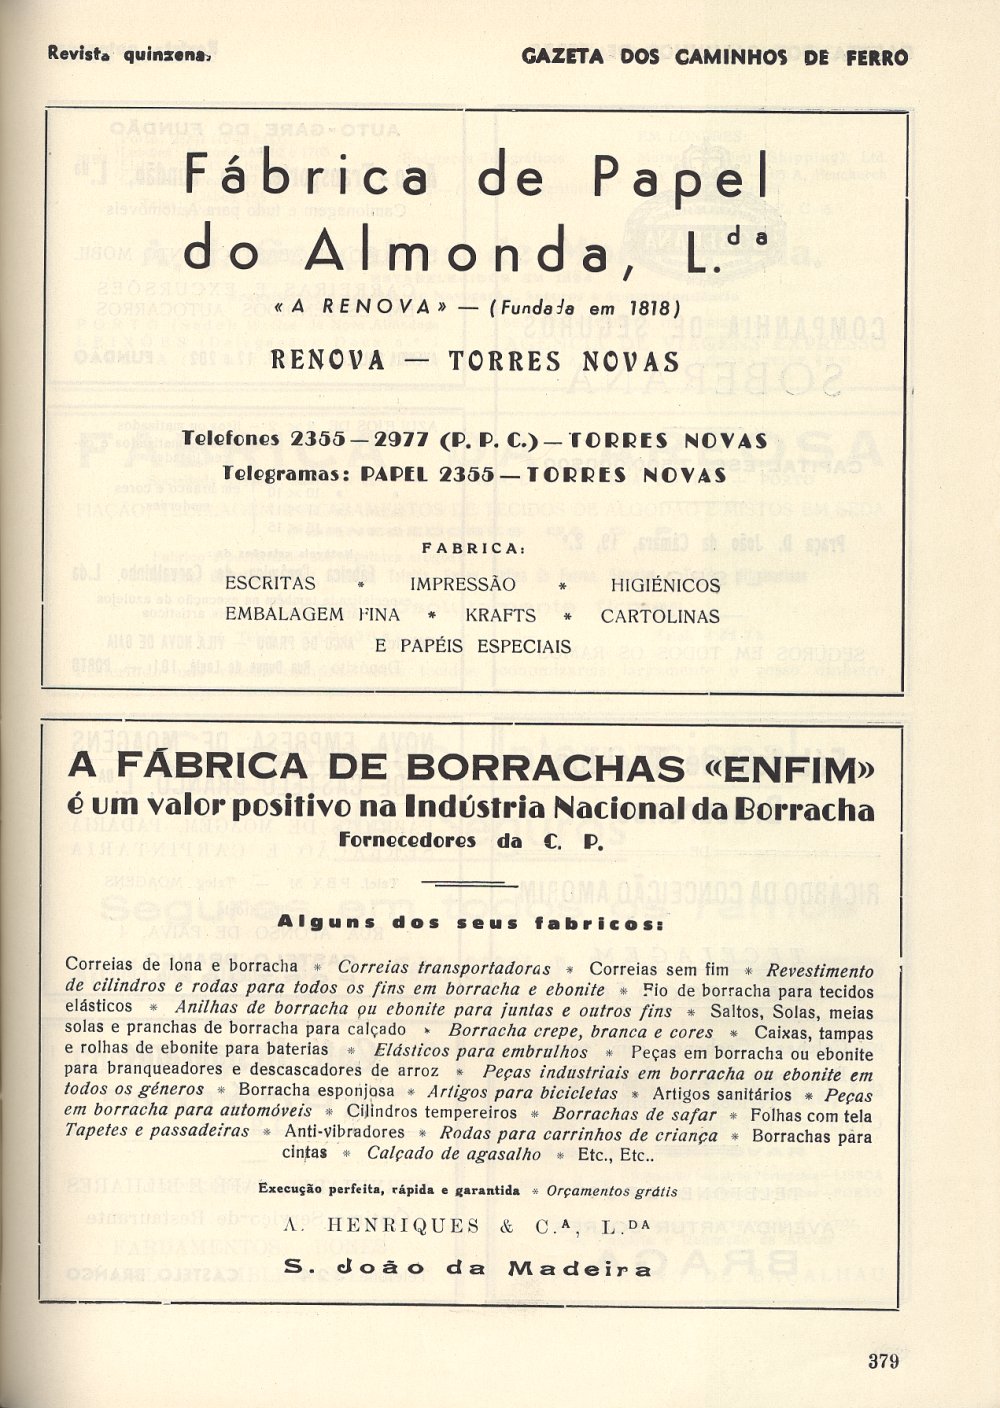 Revista quinzenal
GAZETA DOS CAMINHOS DE FERRO
Fábrica de Papel
do Almonda, L.da
«A RENOVA» — (Fundada em 1818)
RENOVA — TORRES NOVAS
Telefones 2355 — 2977 (P. P. C.) — TORRES NOVAS
Telegramas: PAPEL 2355 — TORRES NOVAS
FABRICA:
ESCRITAS * IMPRESSÃO * HIGIÉNICOS
EMBALAGEM FINA * KRAFTS * CARTOLINAS
E PAPÉIS ESPECIAIS
A FÁBRICA DE BORRACHAS «ENFIM»
é um valor positivo na Indústria Nacional da Borracha
Fornecedores da C. P.
Alguns dos seus fabricos:
Correias de lona e borracha * Correias transportadoras * Correias sem fim * Revestimento
de cilindros e rodas para todos os fins em borracha e ebonite * Fio de borracha para tecidos
elásticos * Anilhas de borracha ou ebonite para juntas e outros fins * Saltos, Solas, meias
solas e pranchas de borracha para calçado * Borracha crepe, branca e cores * Caixas, tampas
e rolhas de ebonite para baterias * Elásticos para embrulhos * Peças em borracha ou ebonite
para branqueadores e descascadores de arroz * Peças industriais em borracha ou ebonite em
todos os géneros * Borracha esponjosa * Artigos para bicicletas * Artigos sanitários * Peças
em borracha para automóveis * Cilindros tempereiros * Borrachas de safar * Folhas com tela
Tapetes e passadeiras * Anti-vibradores * Rodas para carrinhos de criança * Borrachas para
cintas * Calçado de agasalho * Etc., Etc..
Execução perfeita, rápida e garantida * Orçamentos grátis
A. HENRIQUES & C.A, L.DA
S. João da Madeira
379